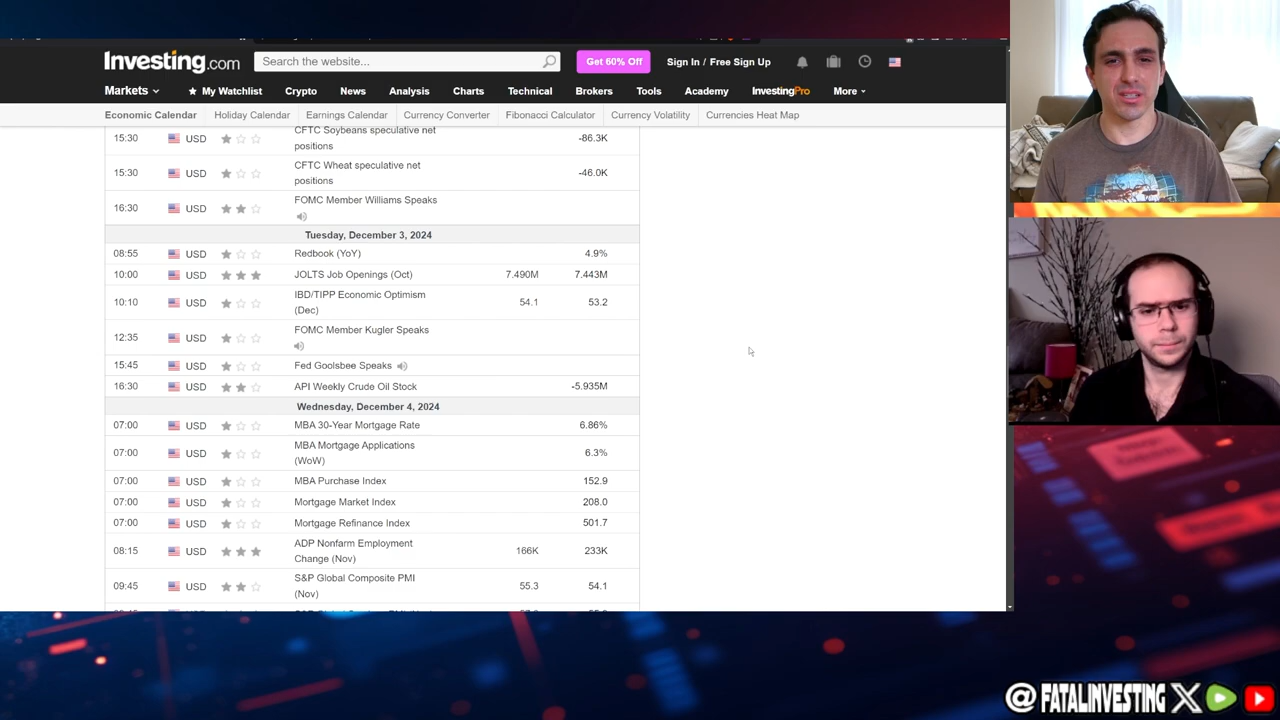 Investing.com
Search the website...
Get 60% Off
Sign In / Free Sign Up
Markets
My Watchlist
Crypto
News
Analysis
Charts
Technical
Brokers
Tools
Academy
InvestingPro
More
Economic Calendar
Holiday Calendar
Earnings Calendar
Currency Converter
Fibonacci Calculator
Currency Volatility
Currencies Heat Map
15:30 USD CFTC Soybeans speculative net -86.3K
positions
15:30 USD CFTC Wheat speculative net -46.0K
positions
16:30 USD FOMC Member Williams Speaks
Tuesday, December 3, 2024
08:55 USD Redbook (YoY) 4.9%
10:00 USD JOLTS Job Openings (Oct) 7.490M 7.443M
10:10 USD IBD/TIPP Economic Optimism 54.1 53.2
(Dec)
12:35 USD FOMC Member Kugler Speaks
15:45 USD Fed Goolsbee Speaks
16:30 USD API Weekly Crude Oil Stock -5.935M
Wednesday, December 4, 2024
07:00 USD MBA 30-Year Mortgage Rate 6.86%
07:00 USD MBA Mortgage Applications 6.3%
(WoW)
07:00 USD MBA Purchase Index 152.9
07:00 USD Mortgage Market Index 208.0
07:00 USD Mortgage Refinance Index 501.7
08:15 USD ADP Nonfarm Employment 166K 233K
Change (Nov)
09:45 USD S&P Global Composite PMI 55.3 54.1
(Nov)
@FATALINVESTING X